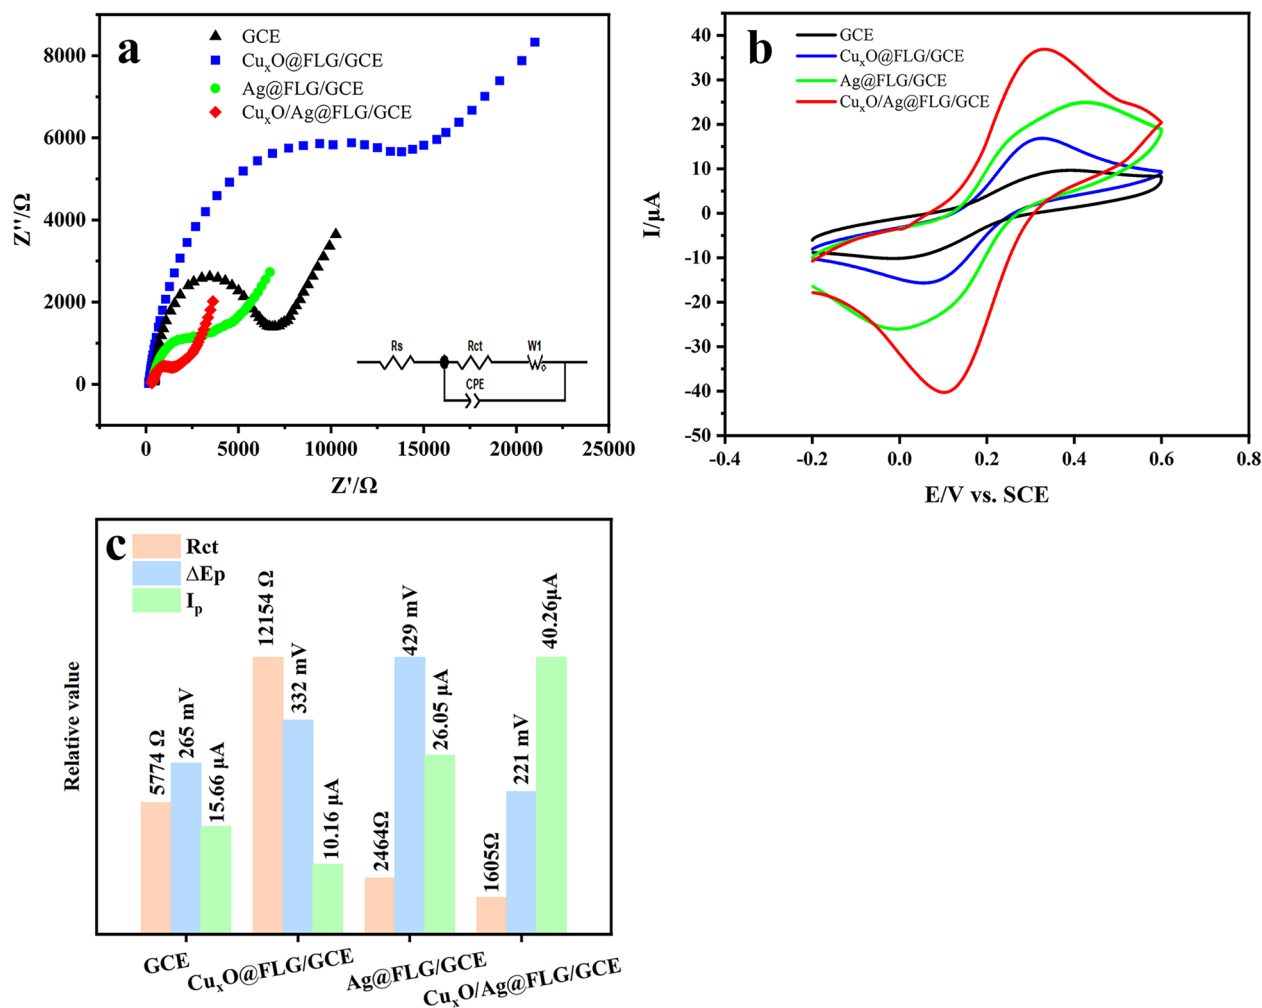 a
GCE
CuₓO@FLG/GCE
Ag@FLG/GCE
CuₓO/Ag@FLG/GCE
Z''/Ω
8000
6000
4000
2000
0
Rs
Rct
W1
CPE
0
5000
10000
15000
20000
25000
Z'/Ω
b
GCE
CuₓO@FLG/GCE
Ag@FLG/GCE
CuₓO/Ag@FLG/GCE
I/μA
40
30
20
10
0
-10
-20
-30
-40
-50
-0.4
-0.2
0.0
0.2
0.4
0.6
0.8
E/V vs. SCE
c
Rct
ΔEp
Iₚ
Relative value
5774 Ω
265 mV
15.66 μA
12154 Ω
332 mV
10.16 μA
2464Ω
429 mV
26.05 μA
1605Ω
221 mV
40.26μA
GCE
CuₓO@FLG/GCE
Ag@FLG/GCE
CuₓO/Ag@FLG/GCE